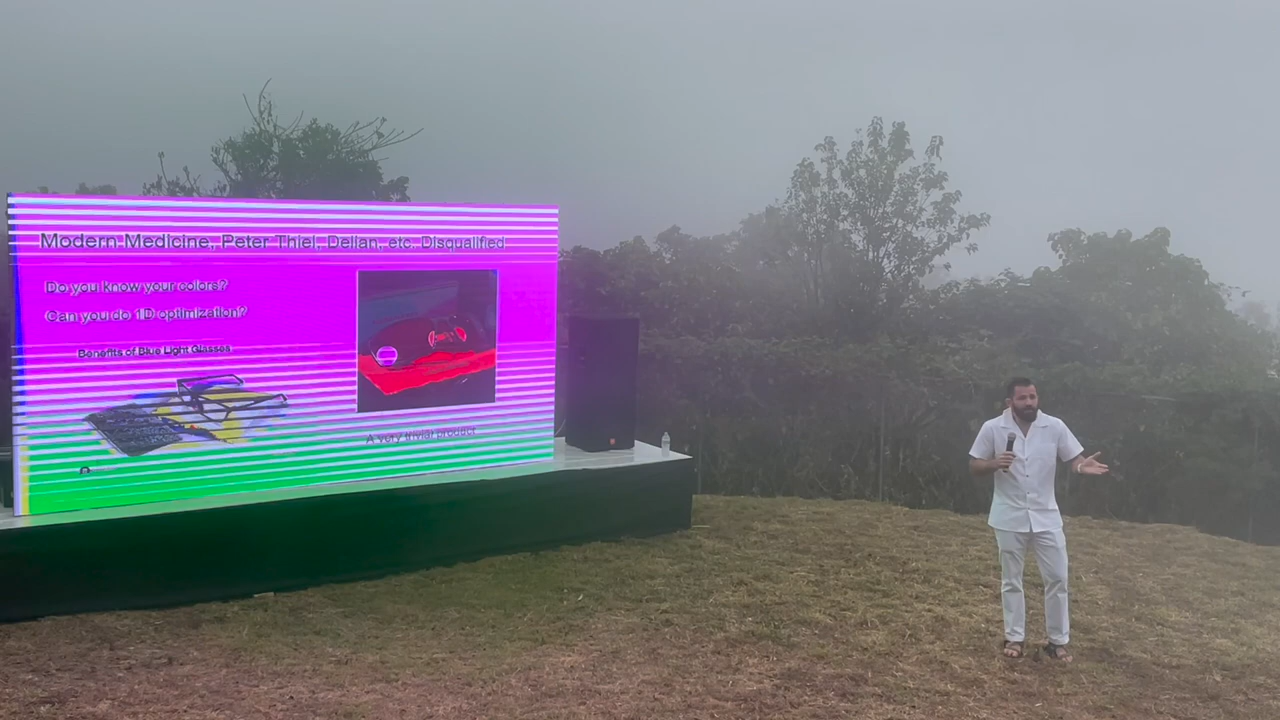 Modern Medicine, Peter Thiel, Delian, etc. Disqualified
Do you know your colors?
Can you do 1D optimization?
Benefits of Blue Light Glasses
A very trivial product